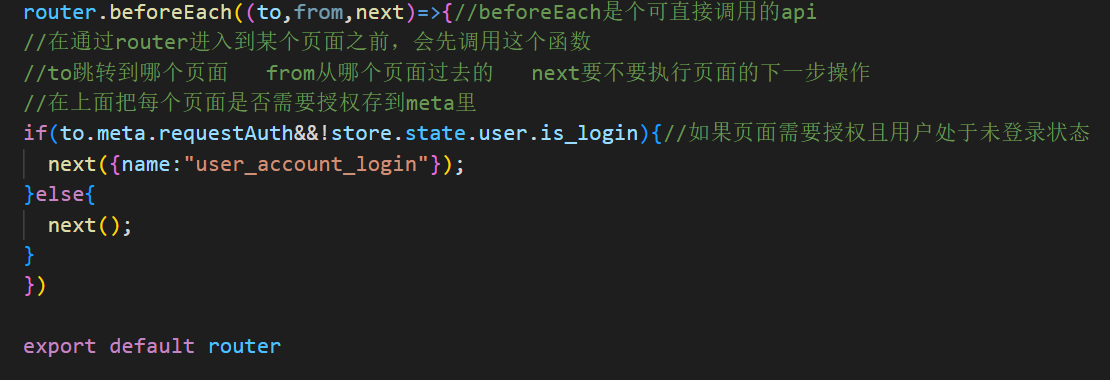 router.beforeEach((to,from,next)=>{//beforeEach是个可直接调用的api
//在通过router进入到某个页面之前，会先调用这个函数
//to跳转到哪个页面   from从哪个页面过去的   next要不要执行页面的下一步操作
//在上面把每个页面是否需要授权存到meta里
if(to.meta.requestAuth&&!store.state.user.is_login){//如果页面需要授权且用户处于未登录状态
  next({name:"user_account_login"});
}else{
  next();
}
})
export default router